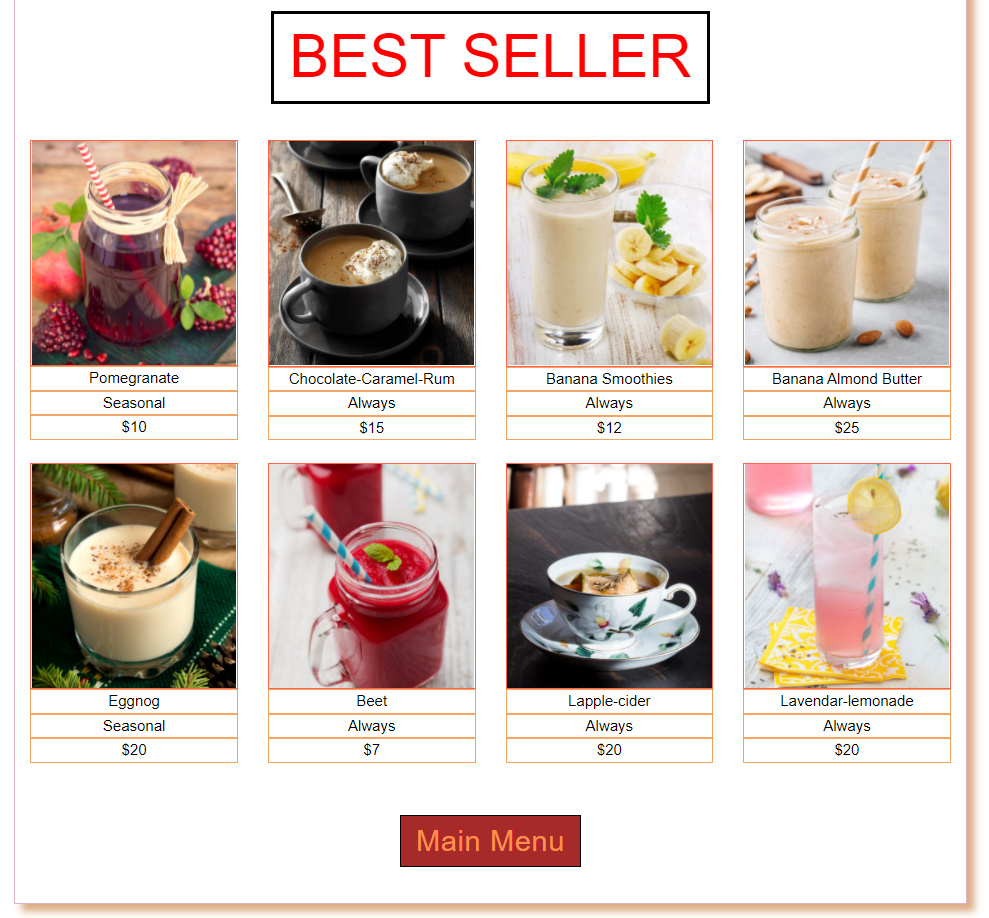 BEST SELLER
Pomegranate
Seasonal
$10
Chocolate-Caramel-Rum
Always
$15
Banana Smoothies
Always
$12
Banana Almond Butter
Always
$25
Eggnog
Seasonal
$20
Beet
Always
$7
Lapple-cider
Always
$20
Lavendar-lemonade
Always
$20
Main Menu